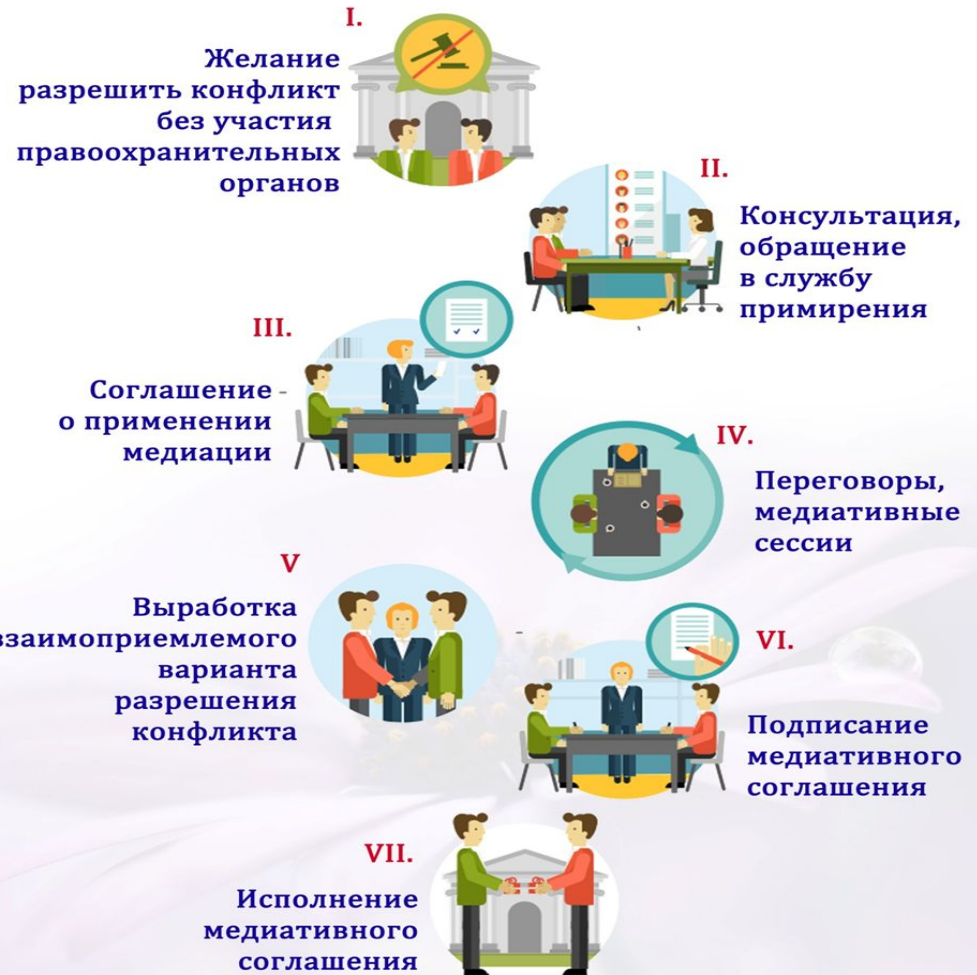 I.
Желание
разрешить конфликт
без участия
правоохранительных
органов
II.
Консультация,
обращение
в службу
примирения
III.
Соглашение
о применении
медиации
IV.
Переговоры,
медиативные
сессии
V
Выработка
взаимоприемлемого
варианта
разрешения
конфликта
VI.
Подписание
медиативного
соглашения
VII.
Исполнение
медиативного
соглашения